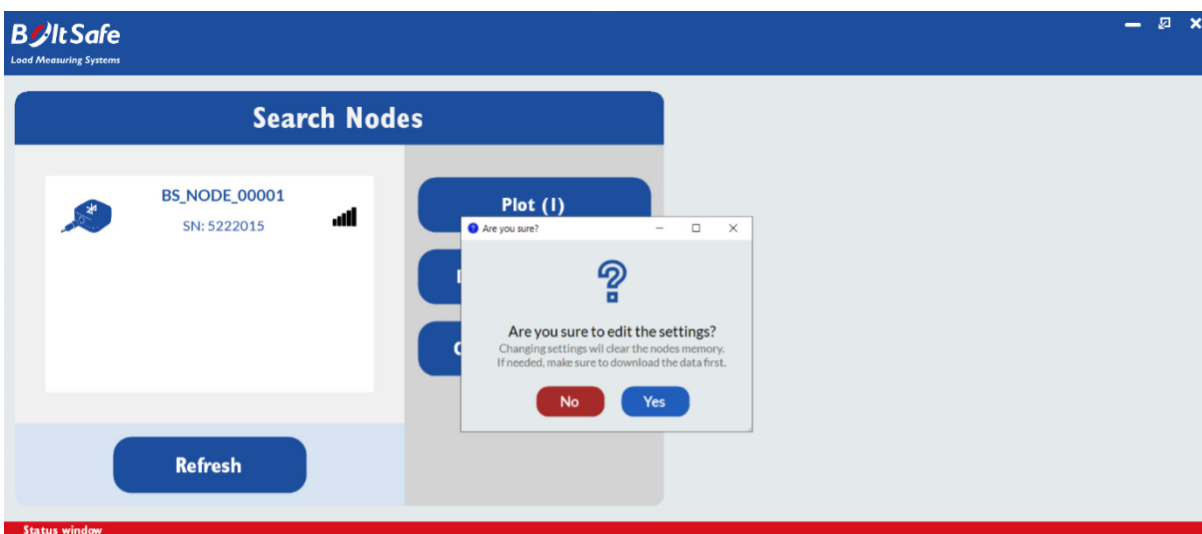 BoltSafe
Load Measuring Systems
Search Nodes
BS_NODE_00001
SN: 5222015
Plot (1)
Are you sure?
Are you sure to edit the settings?
Changing settings wil clear the nodes memory.
If needed, make sure to download the data first.
No
Yes
Refresh
Status window